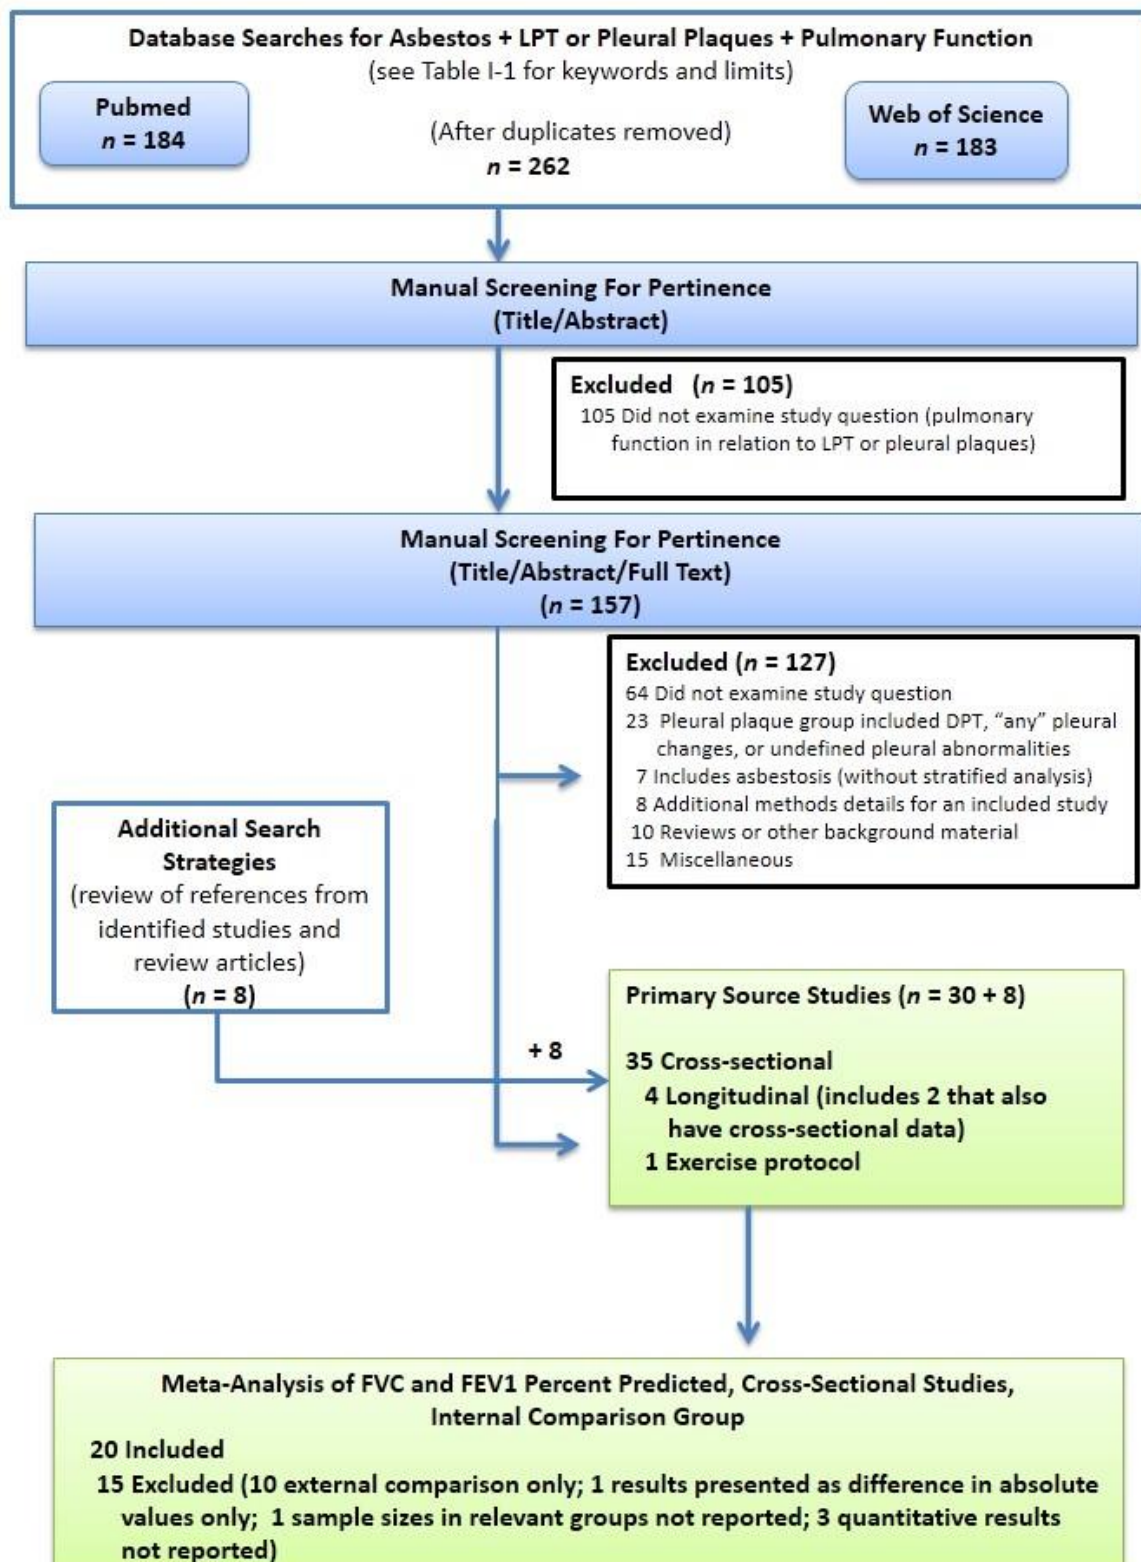 Database Searches for Asbestos + LPT or Pleural Plaques + Pulmonary Function
(see Table I-1 for keywords and limits)
Pubmed
n = 184
(After duplicates removed)
n = 262
Web of Science
n = 183
Manual Screening For Pertinence
(Title/Abstract)
Excluded (n = 105)
105 Did not examine study question (pulmonary
function in relation to LPT or pleural plaques)
Manual Screening For Pertinence
(Title/Abstract/Full Text)
(n = 157)
Excluded (n = 127)
64 Did not examine study question
23 Pleural plaque group included DPT, “any” pleural
changes, or undefined pleural abnormalities
7 Includes asbestosis (without stratified analysis)
8 Additional methods details for an included study
10 Reviews or other background material
15 Miscellaneous
Additional Search
Strategies
(review of references from
identified studies and
review articles)
(n = 8)
+ 8
Primary Source Studies (n = 30 + 8)
35 Cross-sectional
4 Longitudinal (includes 2 that also
have cross-sectional data)
1 Exercise protocol
Meta-Analysis of FVC and FEV1 Percent Predicted, Cross-Sectional Studies,
Internal Comparison Group
20 Included
15 Excluded (10 external comparison only; 1 results presented as difference in absolute
values only; 1 sample sizes in relevant groups not reported; 3 quantitative results
not reported)